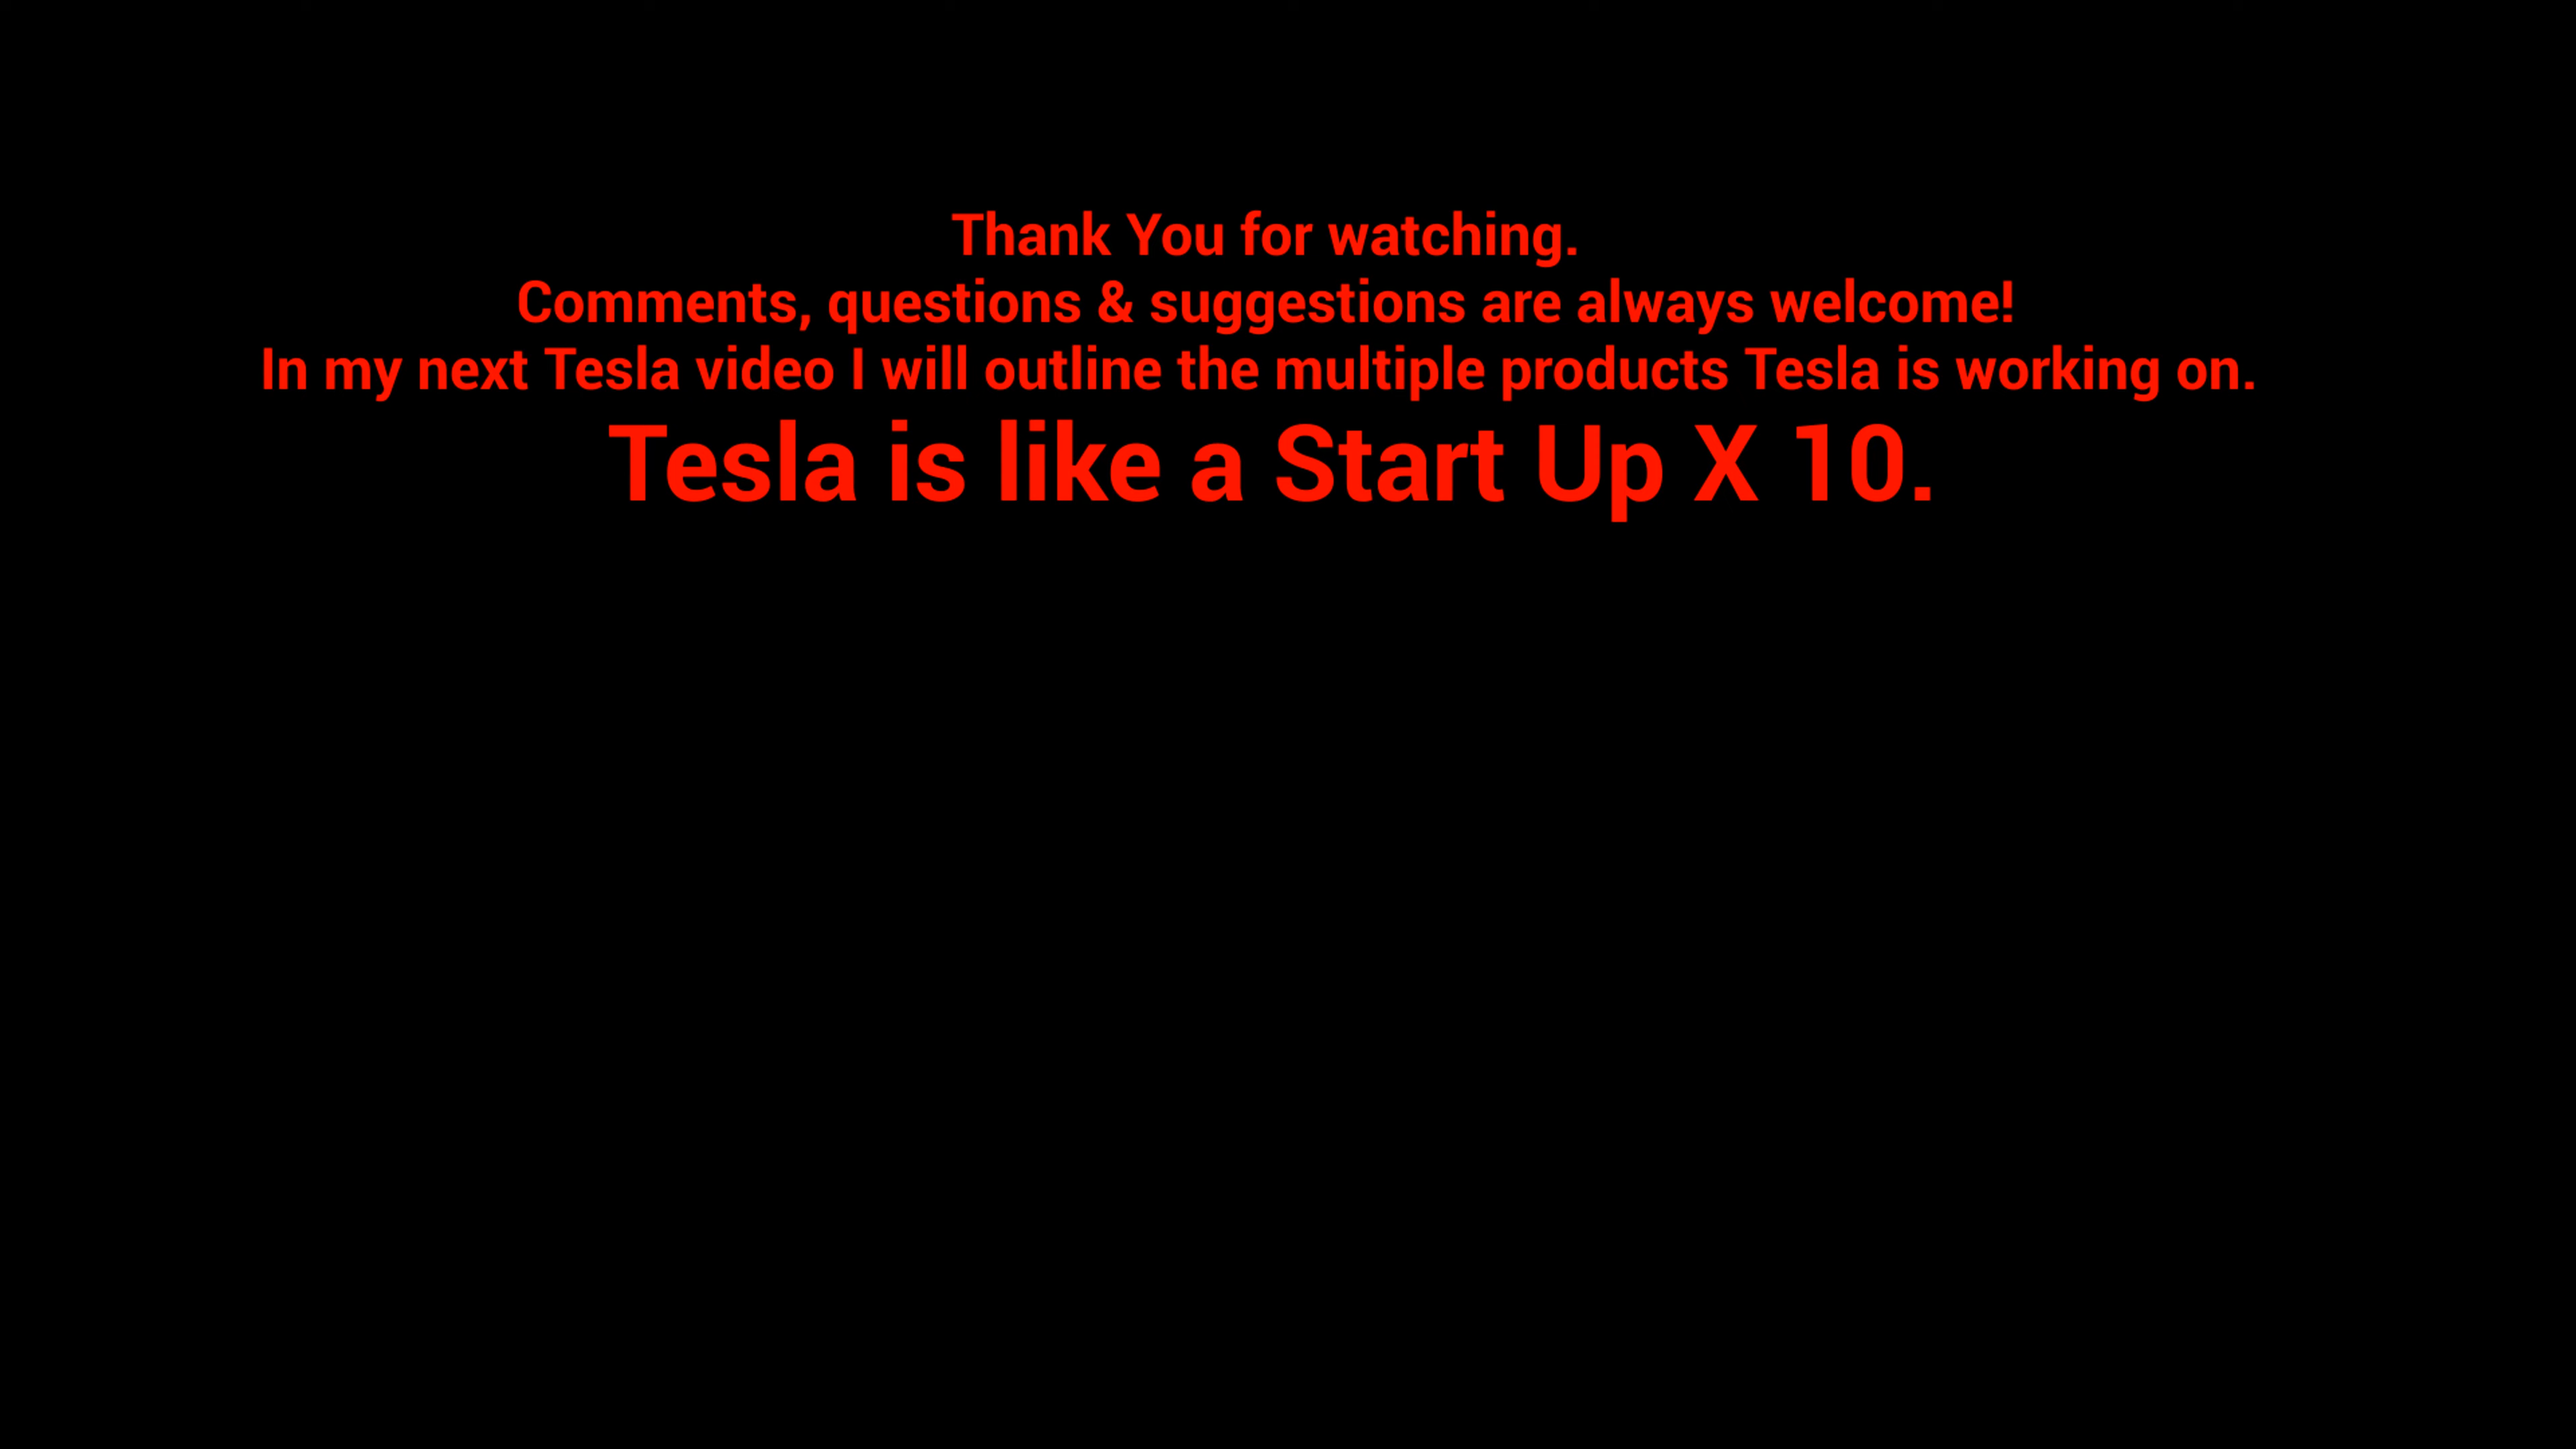 Thank You for watching.
Comments, questions & suggestions are always welcome!
In my next Tesla video I will outline the multiple products Tesla is working on.
Tesla is like a Start Up X 10.